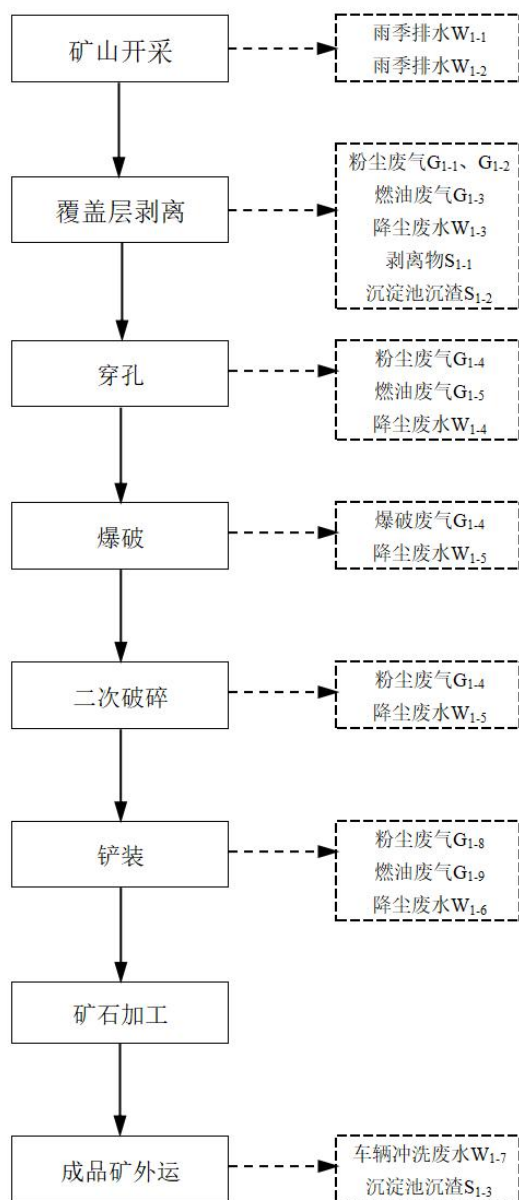 矿山开采
雨季排水W1-1
雨季排水W1-2
覆盖层剥离
粉尘废气G1-1、G1-2
燃油废气G1-3
降尘废水W1-3
剥离物S1-1
沉淀池沉渣S1-2
穿孔
粉尘废气G1-4
燃油废气G1-5
降尘废水W1-4
爆破
爆破废气G1-4
降尘废水W1-5
二次破碎
粉尘废气G1-4
降尘废水W1-5
铲装
粉尘废气G1-8
燃油废气G1-9
降尘废水W1-6
矿石加工
成品矿外运
车辆冲洗废水W1-7
沉淀池沉渣S1-3